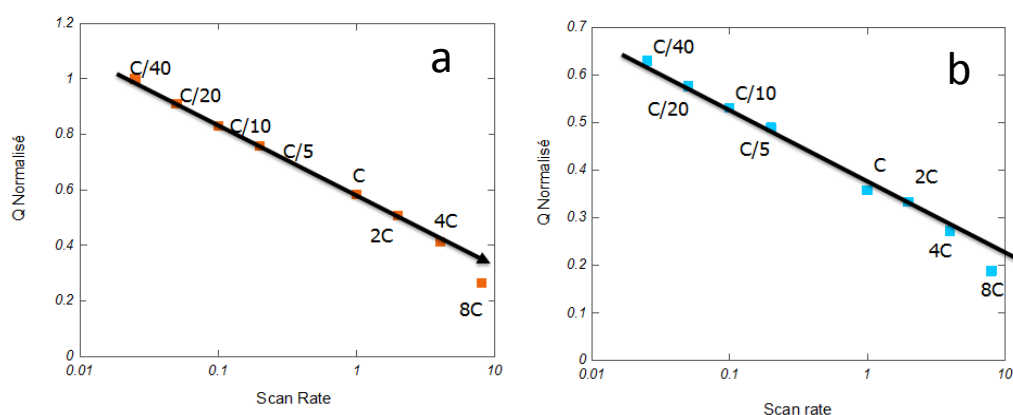 1.2
a
C/40
1
C/20
0.8
C/10
C/5
Q Normalisé
0.6
C
4C
2C
0.4
0.2
8C
0
0.01
0.1
1
10
Scan Rate
0.7
b
C/40
0.6
C/10
C/20
0.5
C/5
Q Normalisé
0.4
C
2C
0.3
4C
0.2
8C
0.1
0
0.01
0.1
1
10
Scan rate